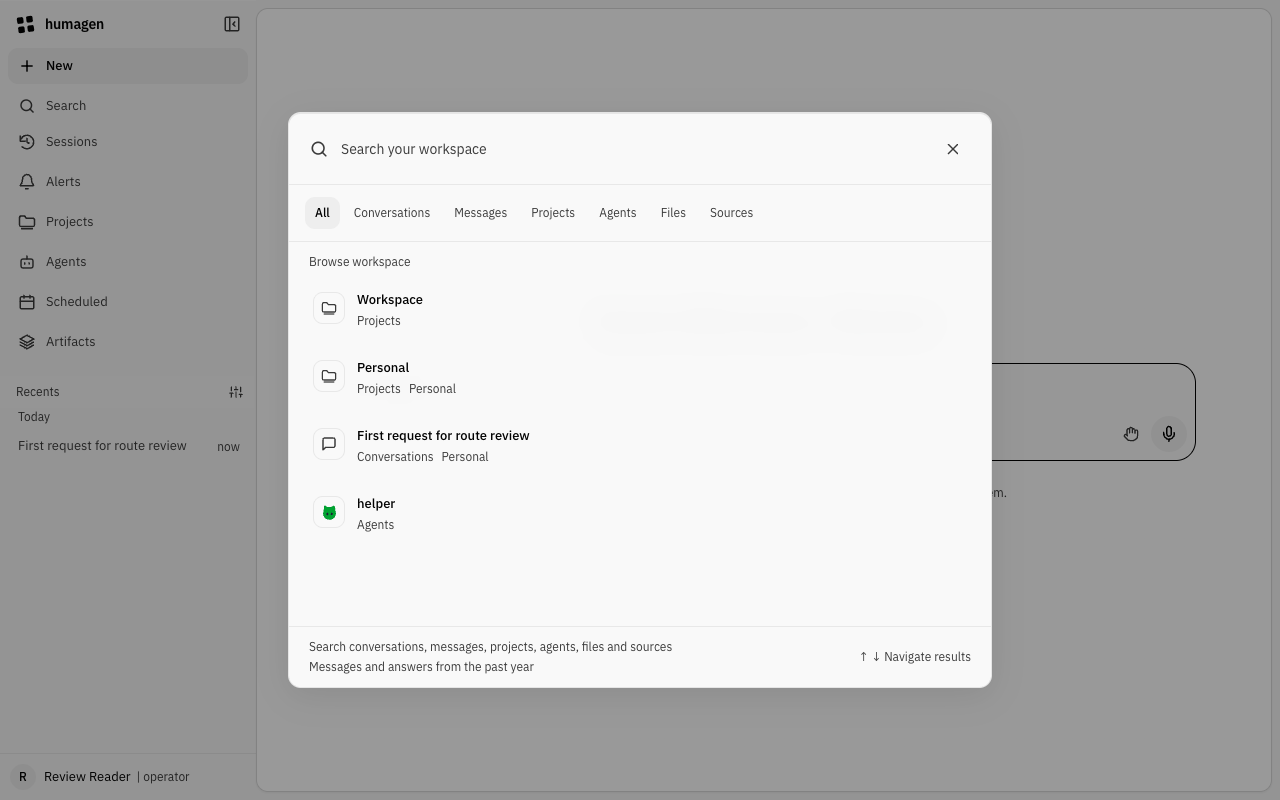 humagen
New
Search
Sessions
Alerts
Projects
Agents
Scheduled
Artifacts
Recents
Today
First request for route review now
R Review Reader | operator
Search your workspace
All Conversations Messages Projects Agents Files Sources
Browse workspace
Workspace
Projects
Personal
Projects Personal
First request for route review
Conversations Personal
helper
Agents
Search conversations, messages, projects, agents, files and sources
Messages and answers from the past year
↑ ↓ Navigate results